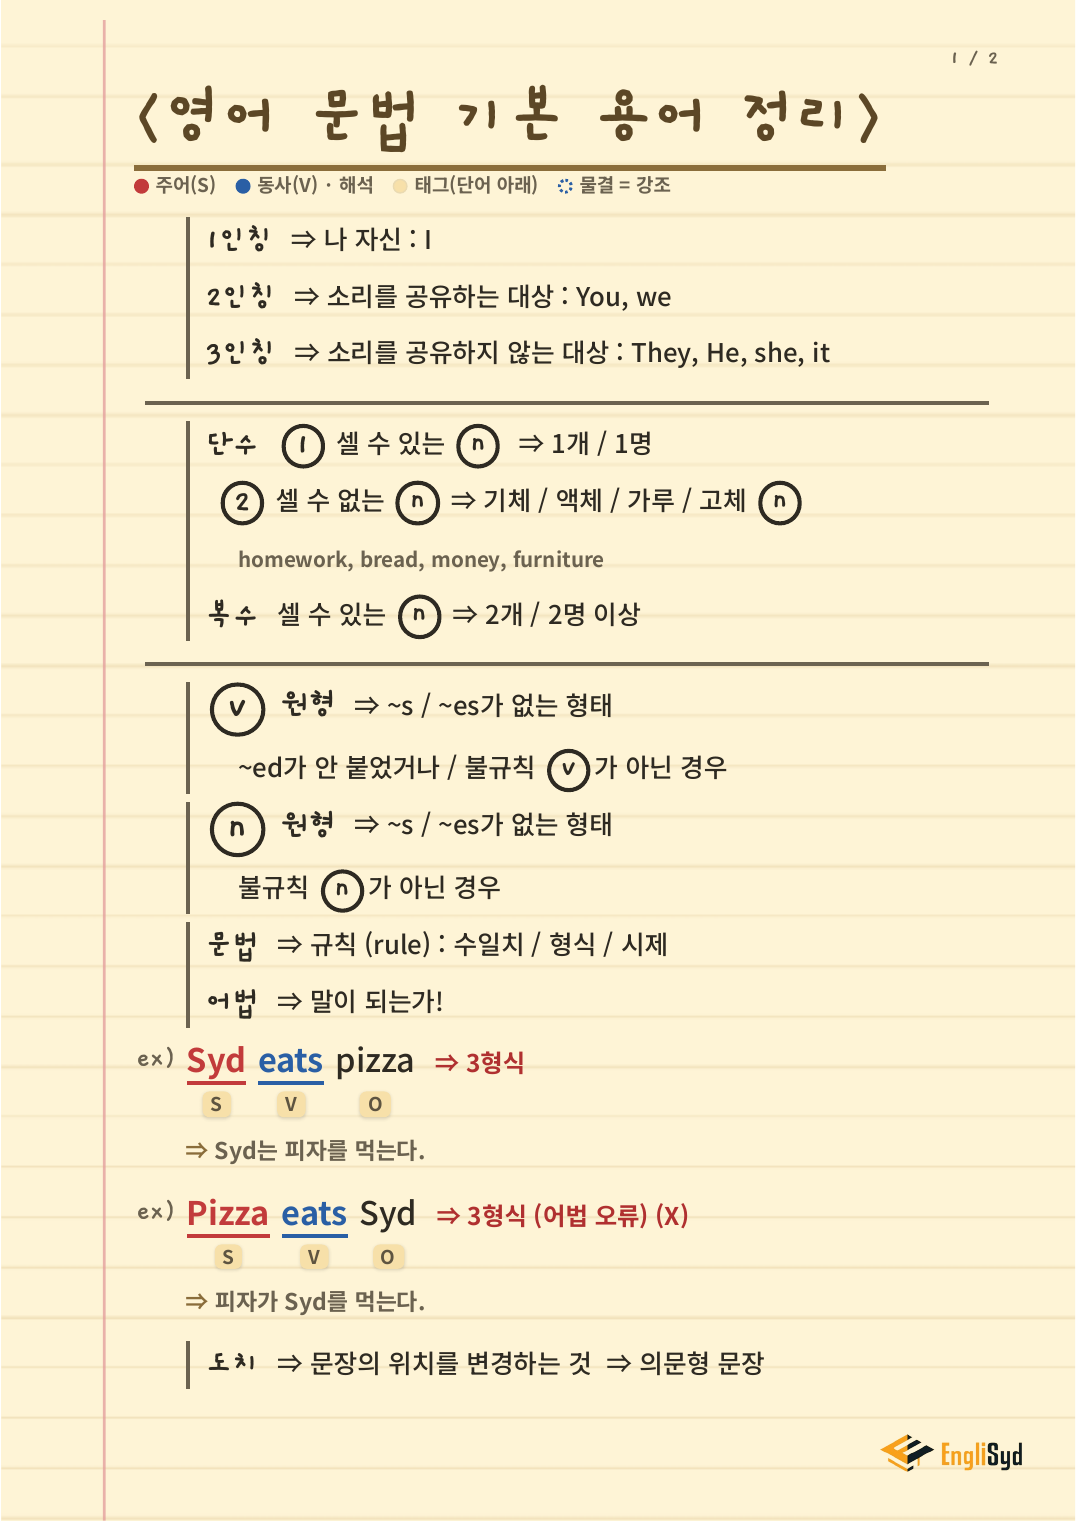 1 / 2
<영어 문법 기본 용어 정리>
주어(S) 동사(V) · 해석 태그(단어 아래) 물결 = 강조
1인칭 ⇒ 나 자신 : I
2인칭 ⇒ 소리를 공유하는 대상 : You, we
3인칭 ⇒ 소리를 공유하지 않는 대상 : They, He, she, it
단수 1 셀 수 있는 n ⇒ 1개 / 1명
2 셀 수 없는 n ⇒ 기체 / 액체 / 가루 / 고체 n
homework, bread, money, furniture
복수 셀 수 있는 n ⇒ 2개 / 2명 이상
v 원형 ⇒ ~s / ~es가 없는 형태
~ed가 안 붙었거나 / 불규칙 v가 아닌 경우
n 원형 ⇒ ~s / ~es가 없는 형태
불규칙 n가 아닌 경우
문법 ⇒ 규칙 (rule) : 수일치 / 형식 / 시제
어법 ⇒ 말이 되는가!
ex) Syd eats pizza ⇒ 3형식
S V O
⇒ Syd는 피자를 먹는다.
ex) Pizza eats Syd ⇒ 3형식 (어법 오류) (X)
S V O
⇒ 피자가 Syd를 먹는다.
도치 ⇒ 문장의 위치를 변경하는 것 ⇒ 의문형 문장
EngliSyd